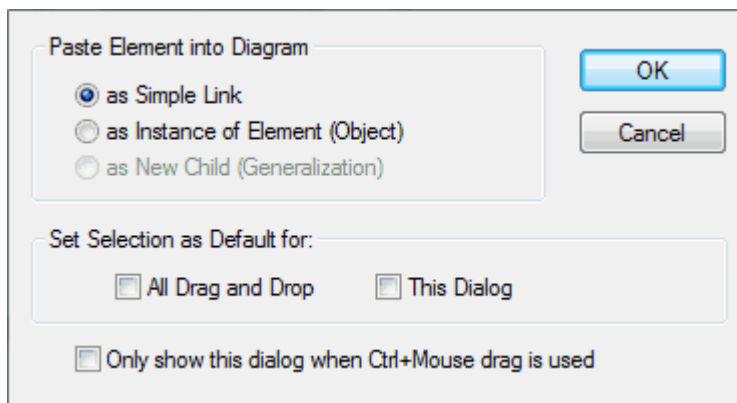 Paste Element into Diagram
OK
as Simple Link
as Instance of Element (Object)
Cancel
as New Child (Generalization)
Set Selection as Default for:
All Drag and Drop
This Dialog
Only show this dialog when Ctrl+Mouse drag is used